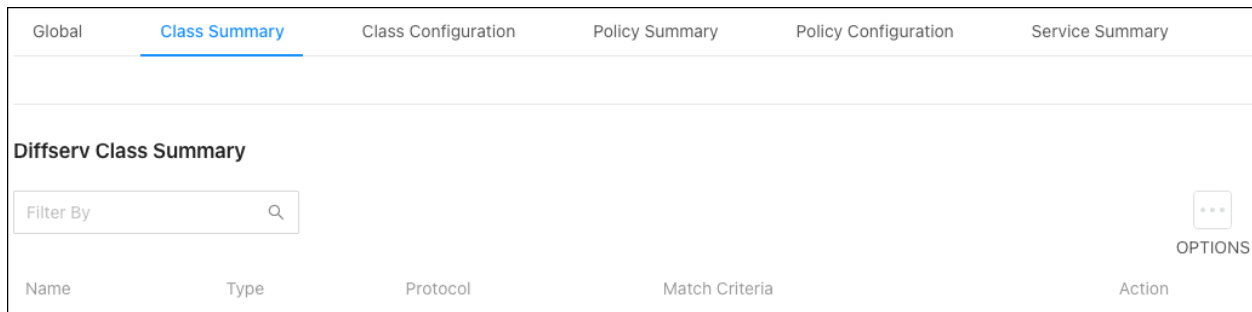 Global Class Summary Class Configuration Policy Summary Policy Configuration Service Summary
Diffserv Class Summary
Filter By
OPTIONS
Name Type Protocol Match Criteria Action